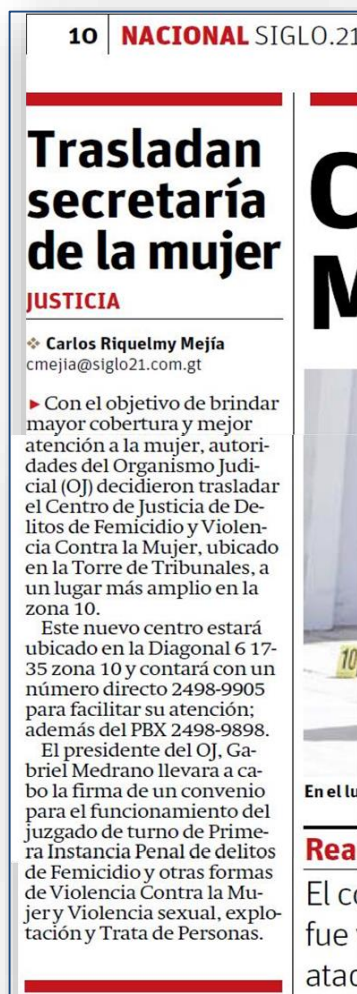 10 NACIONAL SIGLO.21
Trasladan
secretaría
de la mujer
JUSTICIA
❖ Carlos Riquelmy Mejía
cmejia@siglo21.com.gt
► Con el objetivo de brindar
mayor cobertura y mejor
atención a la mujer, autori-
dades del Organismo Judi-
cial (OJ) decidieron trasladar
el Centro de Justicia de De-
litos de Femicidio y Violen-
cia Contra la Mujer, ubicado
en la Torre de Tribunales, a
un lugar más amplio en la
zona 10.
Este nuevo centro estará
ubicado en la Diagonal 6 17-
35 zona 10 y contará con un
número directo 2498-9905
para facilitar su atención;
además del PBX 2498-9898.
El presidente del OJ, Ga-
briel Medrano llevara a ca-
bo la firma de un convenio
para el funcionamiento del
juzgado de turno de Prime-
ra Instancia Penal de delitos
de Femicidio y otras formas
de Violencia Contra la Mu-
jer y Violencia sexual, explo-
tación y Trata de Personas.
10
En el lu
Rea
El co
fue
atac